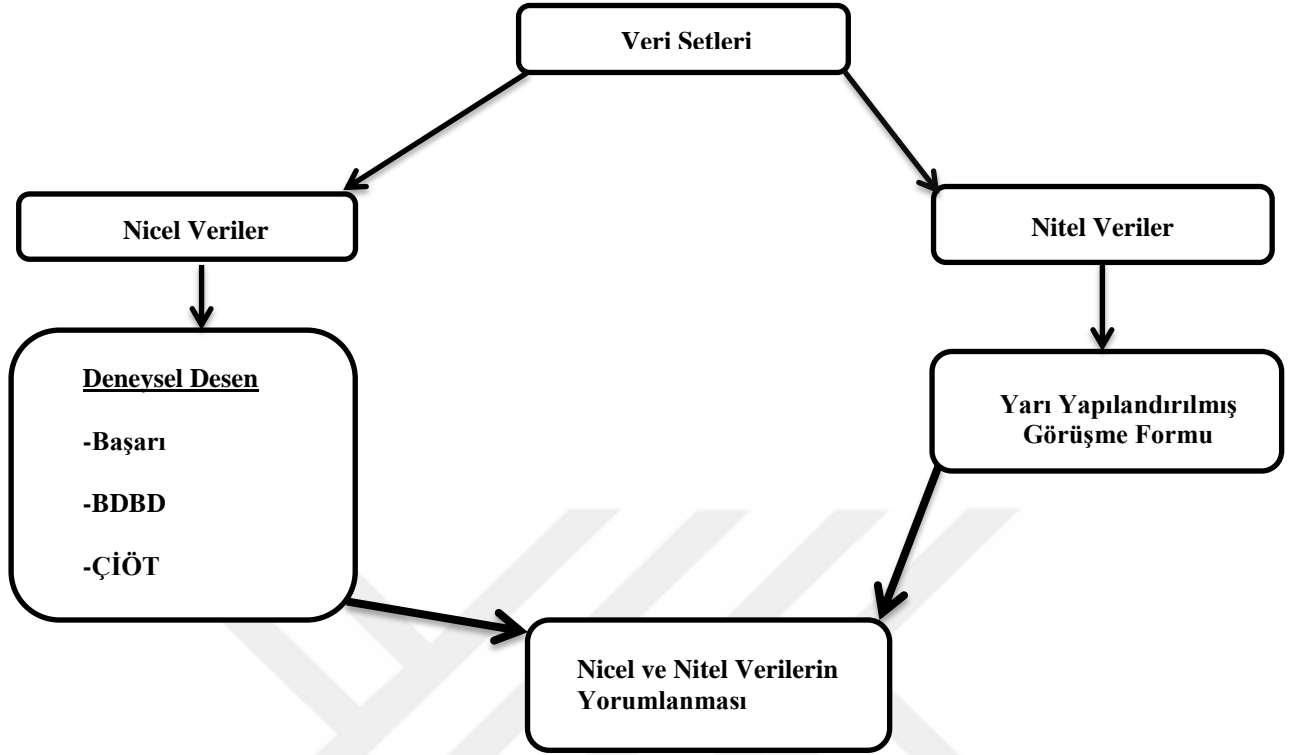 Veri Setleri
Nicel Veriler
Nitel Veriler
Deneysel Desen
-Başarı
-BDBD
-ÇİÖT
Yarı Yapılandırılmış
Görüşme Formu
Nicel ve Nitel Verilerin
Yorumlanması